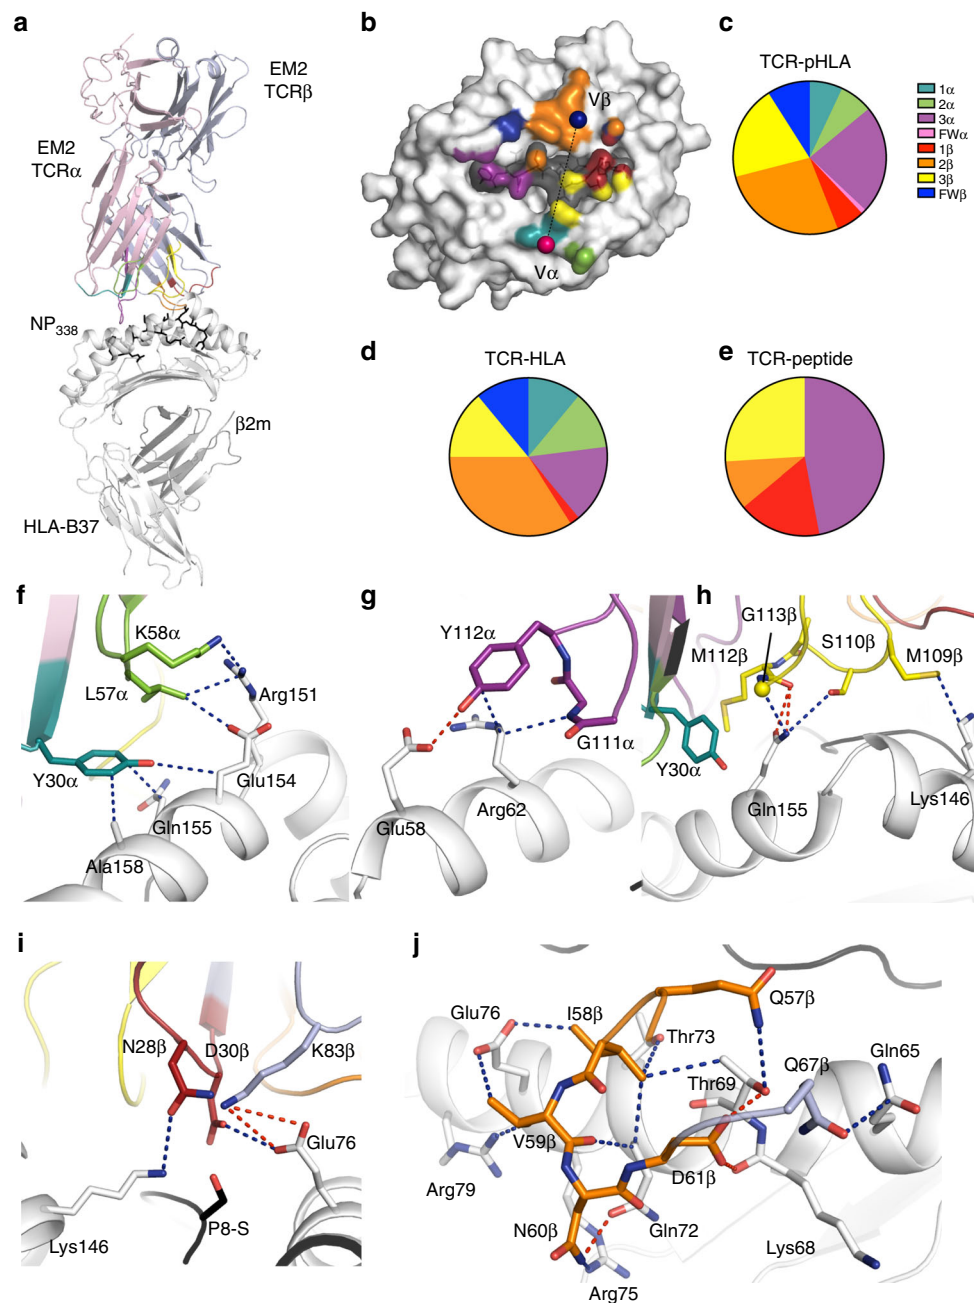 a
EM2
TCRβ
EM2
TCRα
NP338
β2m
HLA-B37
b
Vβ
Vα
c
TCR-pHLA
1α
2α
3α
FWα
1β
2β
3β
FWβ
d
TCR-HLA
e
TCR-peptide
f
K58α
L57α
Arg151
Y30α
Glu154
Gln155
Ala158
g
Y112α
G111α
Arg62
Glu58
h
G113β
S110β
M112β
M109β
Y30α
Gln155
Lys146
i
N28β
D30β
K83β
Glu76
P8-S
Lys146
j
Q57β
I58β
Glu76
Thr73
Q67β
Gln65
Thr69
V59β
D61β
Arg79
N60β
Gln72
Lys68
Arg75